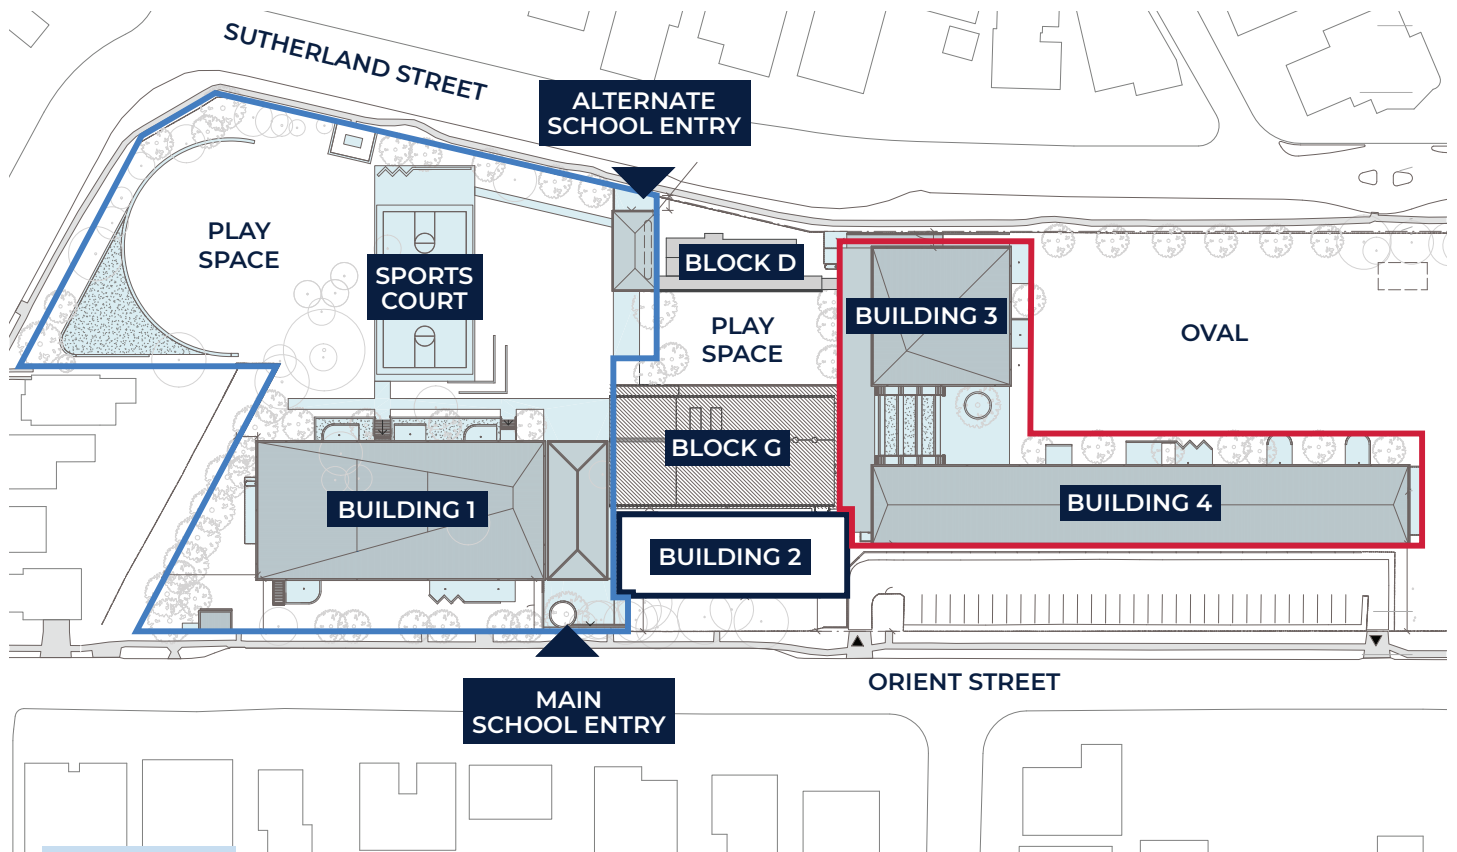 SUTHERLAND STREET
ALTERNATE
SCHOOL ENTRY
PLAY
SPACE
SPORTS
COURT
BLOCK D
BUILDING 3
PLAY
SPACE
OVAL
BLOCK G
BUILDING 1
BUILDING 4
BUILDING 2
ORIENT STREET
MAIN
SCHOOL ENTRY